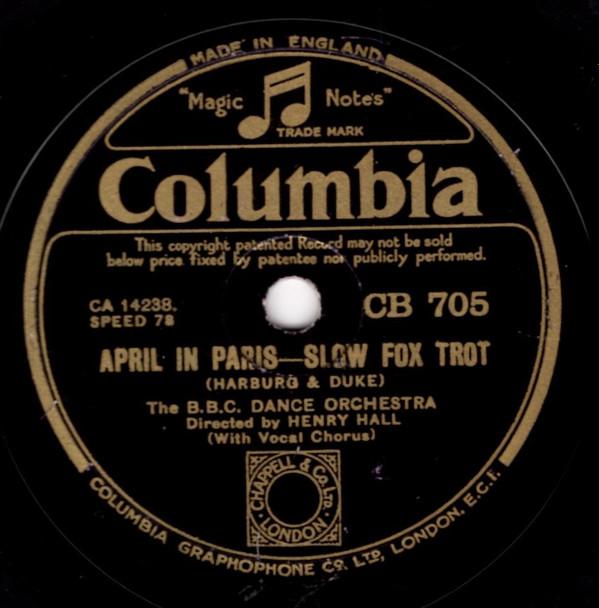 MADE IN ENGLAND
"Magic Notes"
TRADE MARK
Columbia
This copyright patented Record may not be sold
below price fixed by patentee nor publicly performed.
CA 14238.
SPEED 78
CB 705
APRIL IN PARIS—SLOW FOX TROT
(HARBURG & DUKE)
The B.B.C. DANCE ORCHESTRA
Directed by HENRY HALL
(With Vocal Chorus)
CHAPPELL & Co. LTD.
LONDON
COLUMBIA GRAPHOPHONE Co. LTD, LONDON. E.C.1.